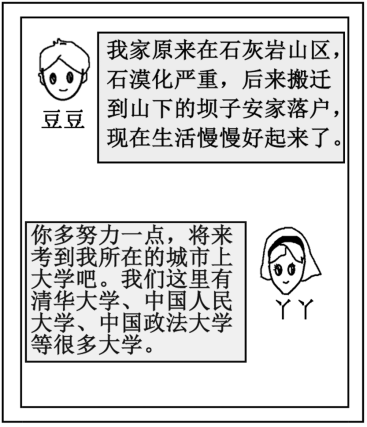 我家原来在石灰岩山区，
石漠化严重，后来搬迁
到山下的坝子安家落户，
现在生活慢慢好起来了。
豆豆
你多努力一点，将来
考到我所在的城市上
大学吧。我们这里有
清华大学、中国人民
大学、中国政法大学
等很多大学。
丫丫